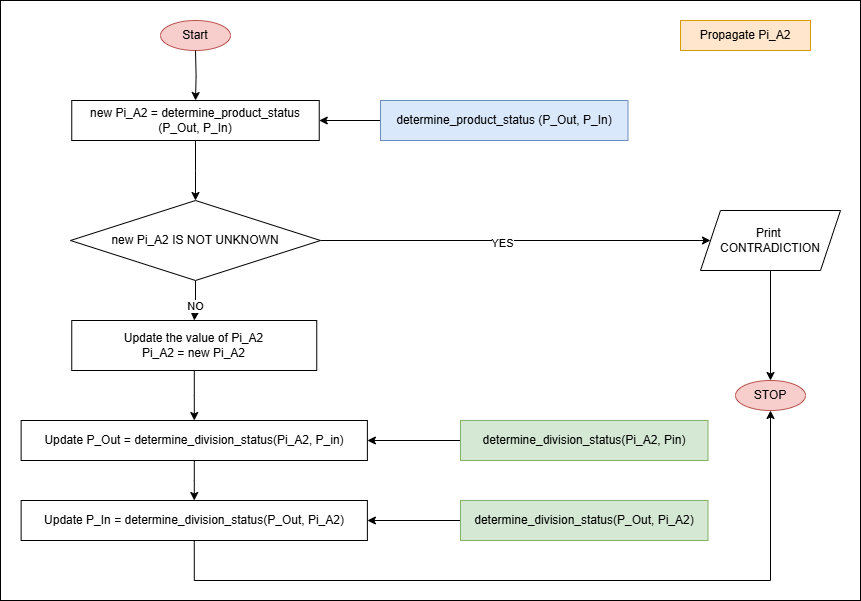 Start
Propagate Pi_A2
new Pi_A2 = determine_product_status
(P_Out, P_In)
determine_product_status (P_Out, P_In)
new Pi_A2 IS NOT UNKNOWN
YES
Print
CONTRADICTION
NO
Update the value of Pi_A2
Pi_A2 = new Pi_A2
STOP
Update P_Out = determine_division_status(Pi_A2, P_in)
determine_division_status(Pi_A2, Pin)
Update P_In = determine_division_status(P_Out, Pi_A2)
determine_division_status(P_Out, Pi_A2)